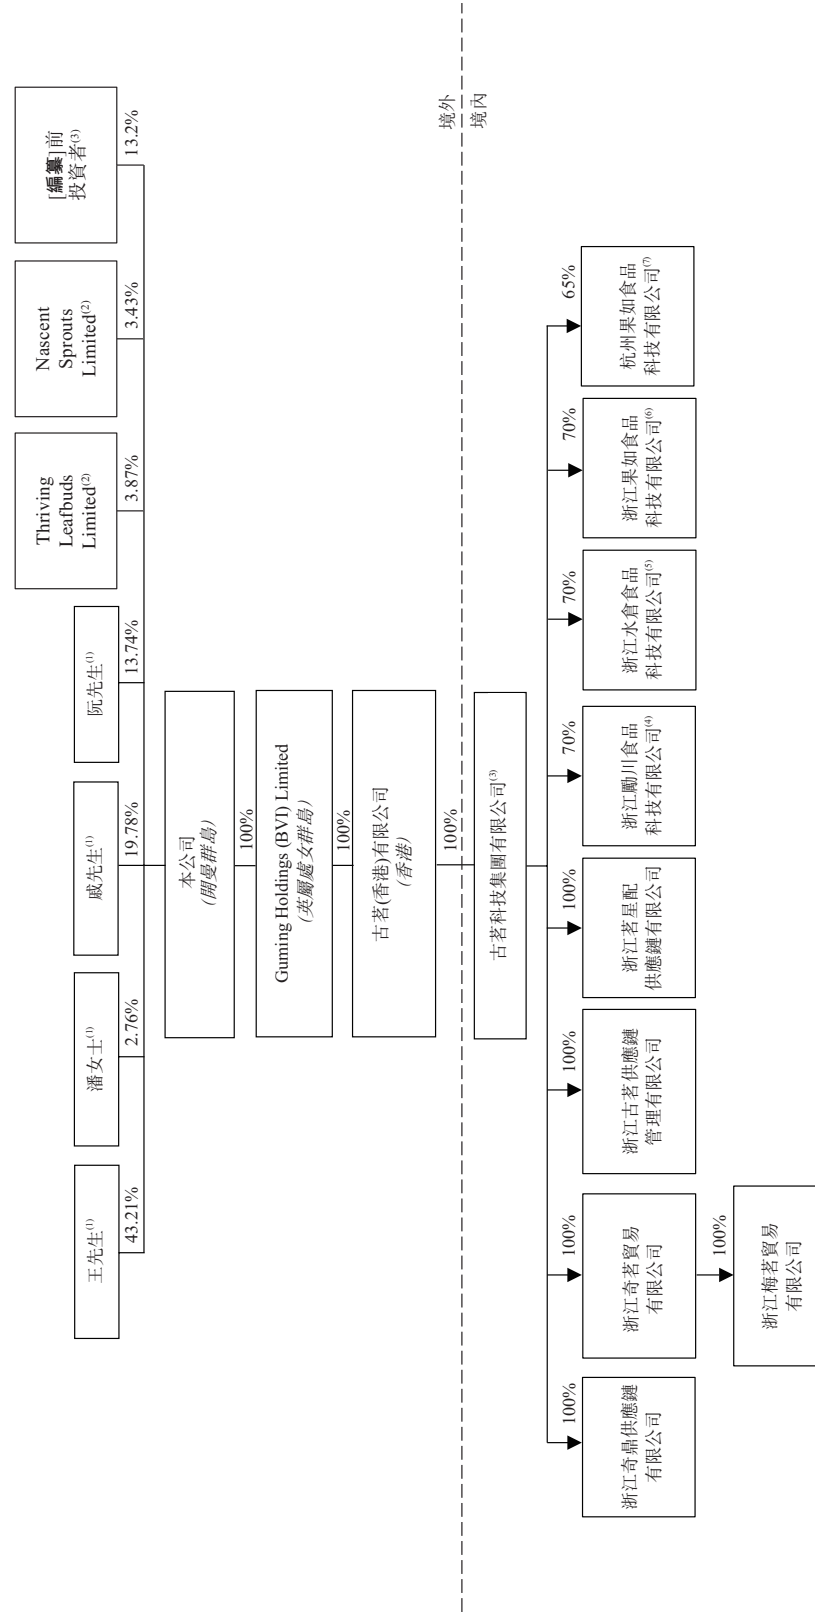 王先生(1)
43.21%
潘女士(1)
2.76%
戚先生(1)
19.78%
阮先生(1)
13.74%
Thriving
Leafbuds
Limited(2)
3.87%
Nascent
Sprouts
Limited(2)
3.43%
[編纂]前
投資者(3)
13.2%
本公司
(開曼群島)
100%
Guming Holdings (BVI) Limited
(英屬處女群島)
100%
古茗(香港)有限公司
(香港)
100%
境外
境內
古茗科技集團有限公司(3)
100%
浙江奇鼎供應鏈
有限公司
100%
浙江奇茗貿易
有限公司
100%
浙江梅茗貿易
有限公司
100%
浙江古茗供應鏈
管理有限公司
100%
浙江茗星配
供應鏈有限公司
70%
浙江勵川食品
科技有限公司(4)
70%
浙江水倉食品
科技有限公司(5)
70%
浙江果如食品
科技有限公司(6)
65%
杭州果如食品
科技有限公司(7)